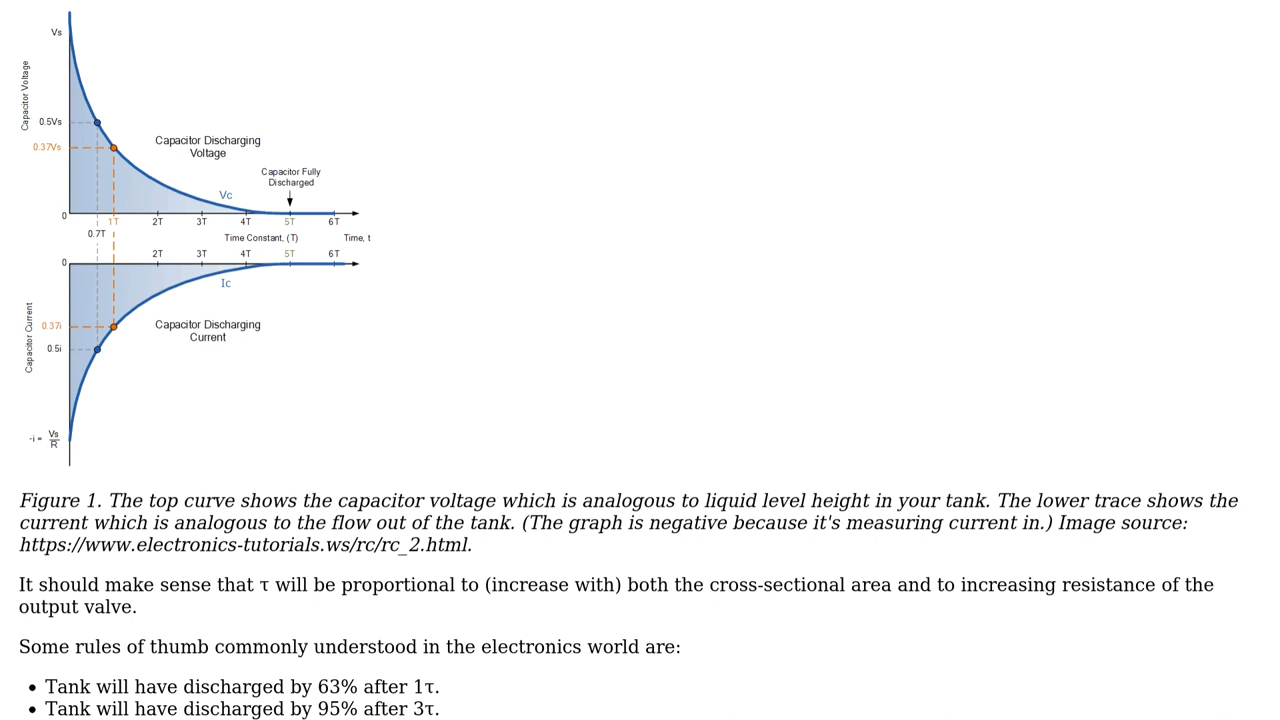 Vs
Capacitor Voltage
0.5Vs
0.37Vs
Capacitor Discharging
Voltage
Capacitor Fully
Discharged
Vc
0
1T 2T 3T 4T 5T 6T
0.7T
Time Constant, (T) Time, t
2T 3T 4T 5T 6T
0
Ic
Capacitor Current
0.37i
Capacitor Discharging
Current
0.5i
-i = Vs
R
Figure 1. The top curve shows the capacitor voltage which is analogous to liquid level height in your tank. The lower trace shows the
current which is analogous to the flow out of the tank. (The graph is negative because it's measuring current in.) Image source:
https://www.electronics-tutorials.ws/rc/rc_2.html.
It should make sense that τ will be proportional to (increase with) both the cross-sectional area and to increasing resistance of the
output valve.
Some rules of thumb commonly understood in the electronics world are:
• Tank will have discharged by 63% after 1τ.
• Tank will have discharged by 95% after 3τ.